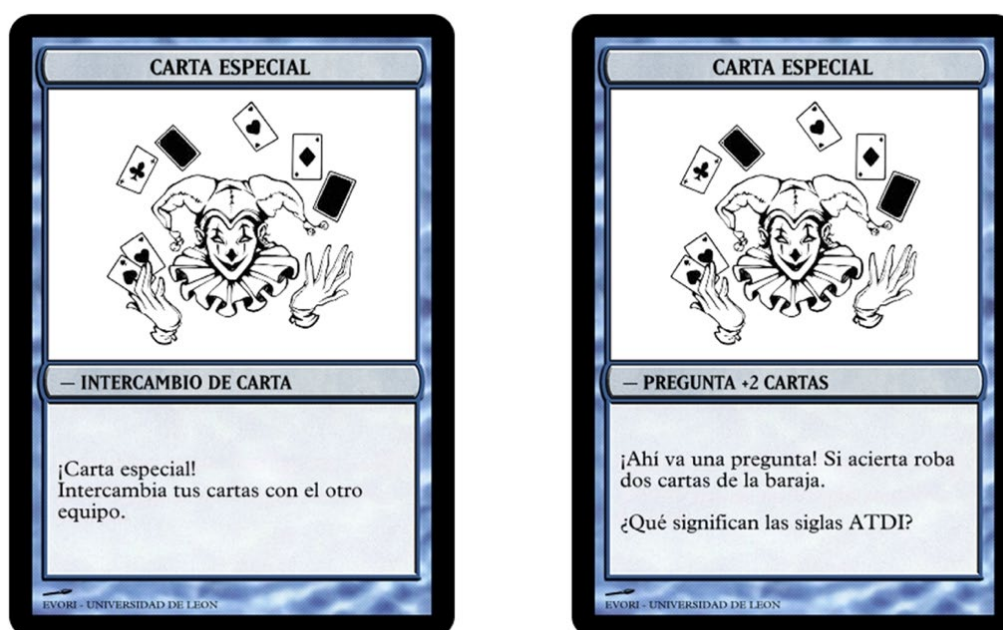 CARTA ESPECIAL
— INTERCAMBIO DE CARTA
¡Carta especial!
Intercambia tus cartas con el otro
equipo.
EVORI - UNIVERSIDAD DE LEON
CARTA ESPECIAL
— PREGUNTA +2 CARTAS
¡Ahí va una pregunta! Si acierta roba
dos cartas de la baraja.
¿Qué significan las siglas ATDI?
EVORI - UNIVERSIDAD DE LEON